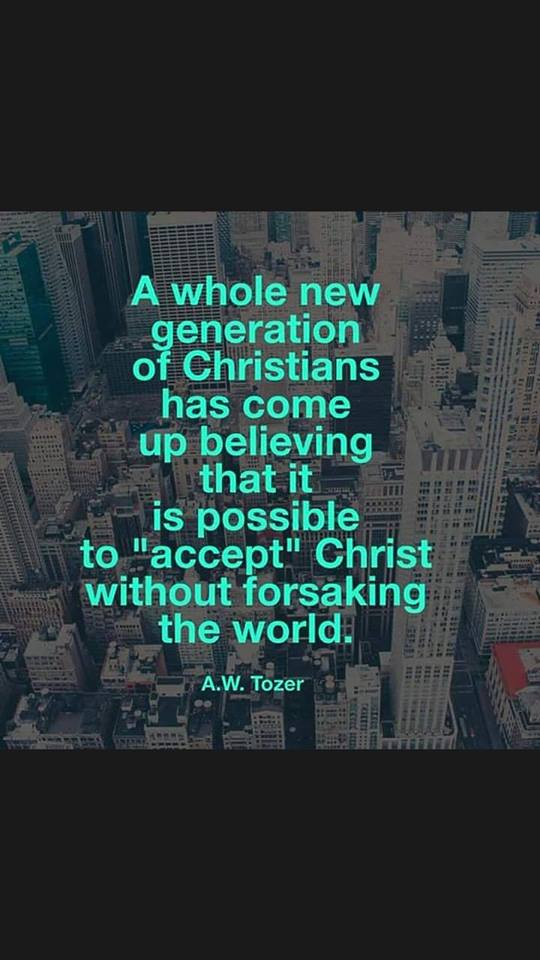 A whole new
generation
of Christians
has come
up believing
that it
is possible
to "accept" Christ
without forsaking
the world.
A.W. Tozer